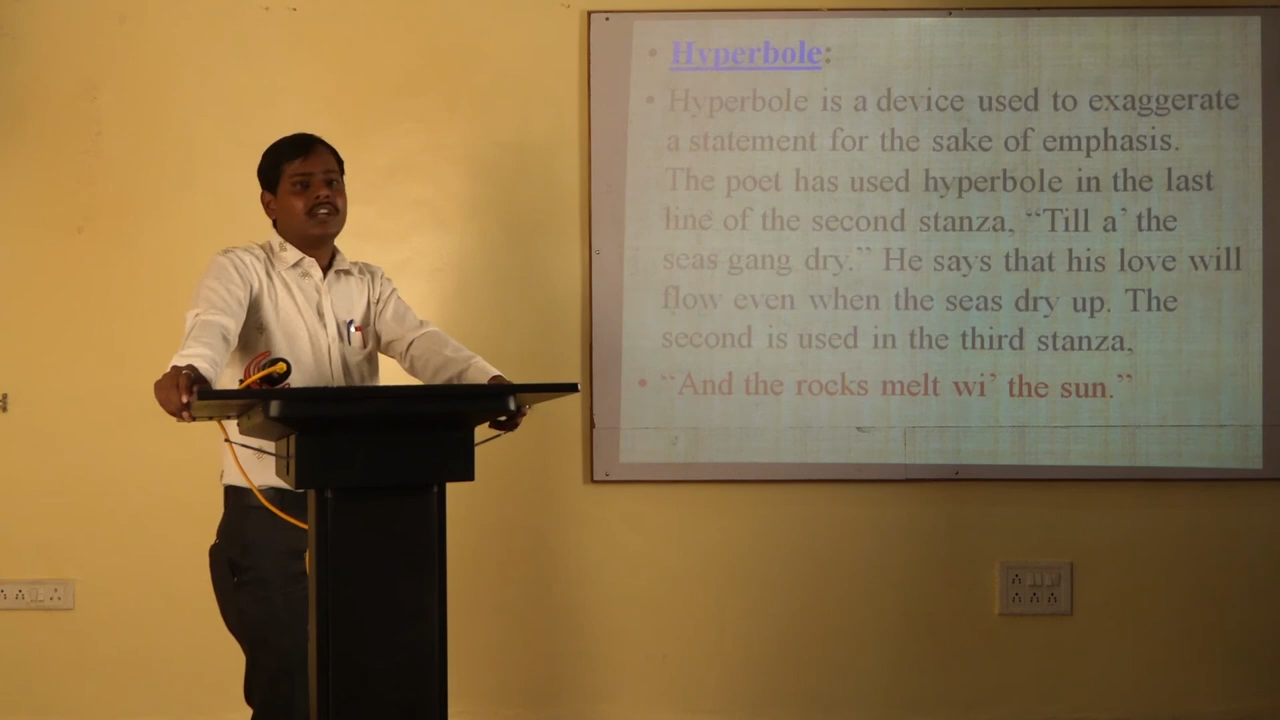 • Hyperbole:
• Hyperbole is a device used to exaggerate
a statement for the sake of emphasis.
The poet has used hyperbole in the last
line of the second stanza, “Till a’ the
seas gang dry.” He says that his love will
flow even when the seas dry up. The
second is used in the third stanza,
• “And the rocks melt wi’ the sun.”